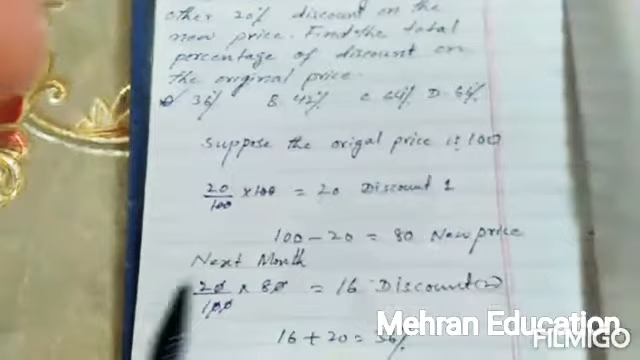 other 20% discount on the
new price. Find the total
percentage of discount on
the original price.
36% B. 42% C. 64% D. 66%
Suppose the origal price is 100
20/100 × 100 = 20 Discount 1
100 - 20 = 80 New price
Next Month
20/100 × 80 = 16 Discount 2
16 + 20 = 36%
Mehran Education
FILMIGO